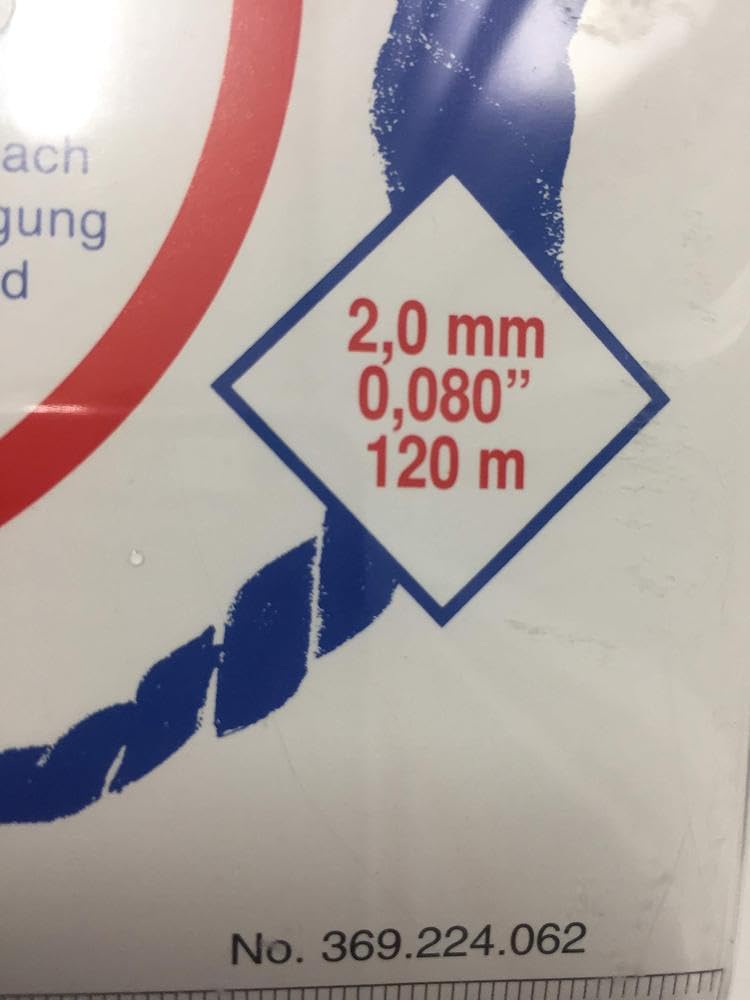 ach
gung
d
2,0 mm
0,080”
120 m
No. 369.224.062